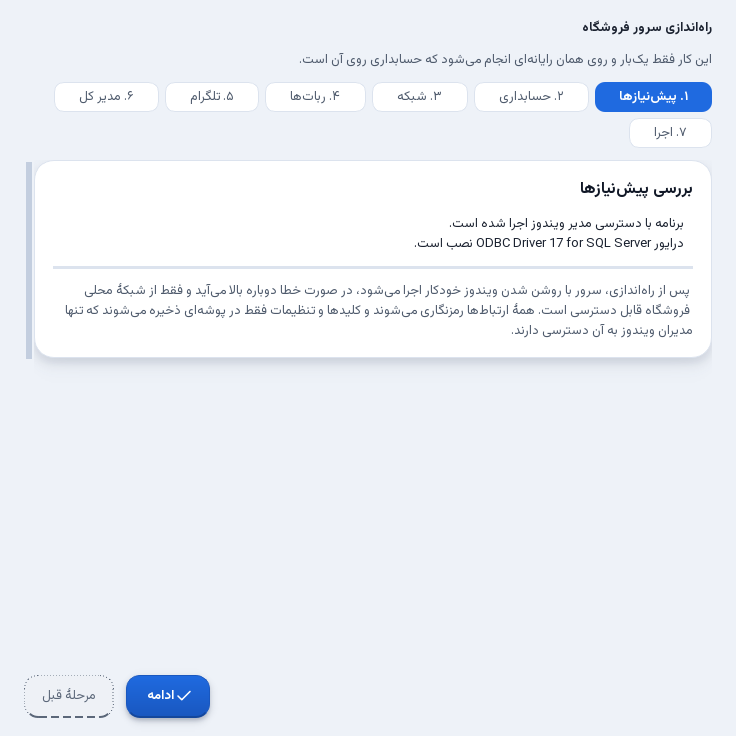 راه‌اندازی سرور فروشگاه
این کار فقط یک‌بار و روی همان رایانه‌ای انجام می‌شود که حسابداری روی آن است.
۱. پیش‌نیازها
۲. حسابداری
۳. شبکه
۴. ربات‌ها
۵. تلگرام
۶. مدیر کل
۷. اجرا
بررسی پیش‌نیازها
برنامه با دسترسی مدیر ویندوز اجرا شده است.
درایور ODBC Driver 17 for SQL Server نصب است.
پس از راه‌اندازی، سرور با روشن شدن ویندوز خودکار اجرا می‌شود، در صورت خطا دوباره بالا می‌آید و فقط از شبکهٔ محلی
فروشگاه قابل دسترسی است. همهٔ ارتباط‌ها رمزنگاری می‌شوند و کلیدها و تنظیمات فقط در پوشه‌ای ذخیره می‌شوند که تنها
مدیران ویندوز به آن دسترسی دارند.
ادامه
مرحلهٔ قبل